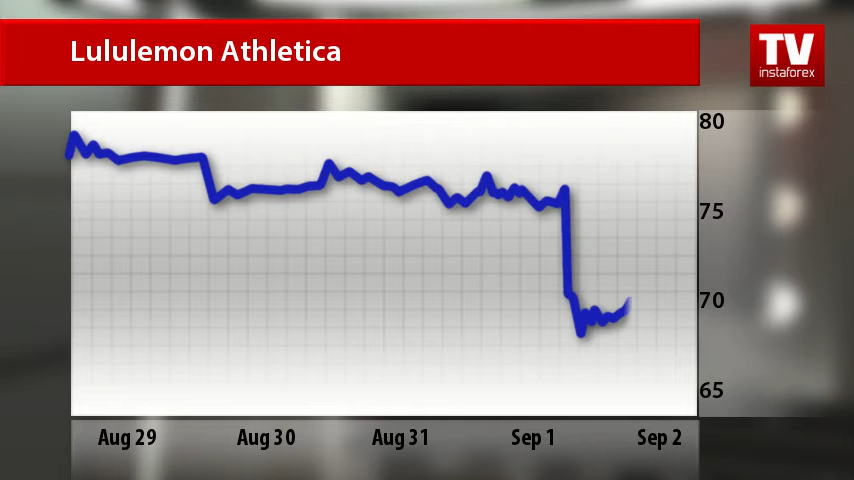 Lululemon Athletica
TV
instaforex
80
75
70
65
Aug 29 Aug 30 Aug 31 Sep 1 Sep 2